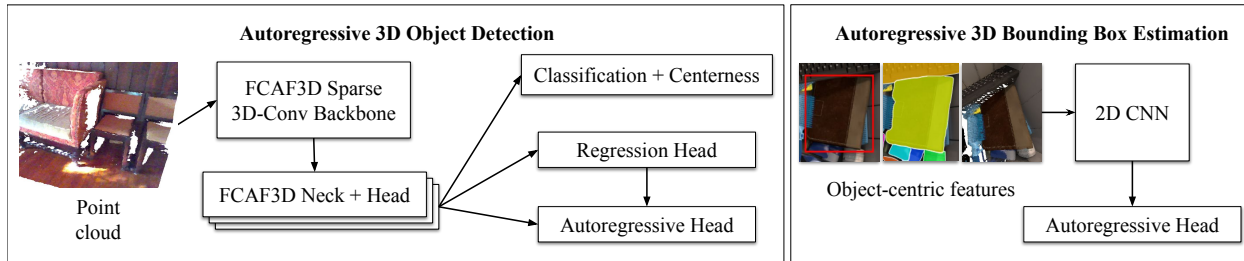 Autoregressive 3D Object Detection
FCAF3D Sparse
3D-Conv Backbone
Classification + Centerness
Regression Head
FCAF3D Neck + Head
Autoregressive Head
Point
cloud
Autoregressive 3D Bounding Box Estimation
2D CNN
Object-centric features
Autoregressive Head